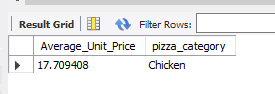 Result Grid Filter Rows:
Average_Unit_Price pizza_category
17.709408 Chicken